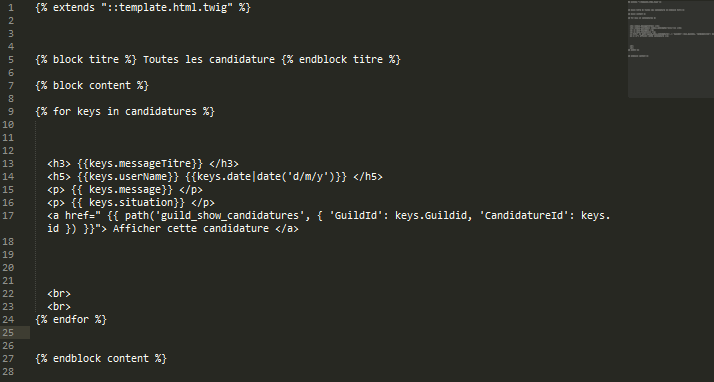 1 {% extends "::template.html.twig" %}
2
3
4
5 {% block titre %} Toutes les candidature {% endblock titre %}
6
7 {% block content %}
8
9 {% for keys in candidatures %}
10
11
12
13 <h3> {{keys.messageTitre}} </h3>
14 <h5> {{keys.userName}} {{keys.date|date('d/m/y')}} </h5>
15 <p> {{ keys.message}} </p>
16 <p> {{ keys.situation}} </p>
17 <a href=" {{ path('guild_show_candidatures', { 'GuildId': keys.Guildid, 'CandidatureId': keys.
id }) }}"> Afficher cette candidature </a>
18
19
20
21
22 <br>
23 <br>
24 {% endfor %}
25
26
27 {% endblock content %}
28